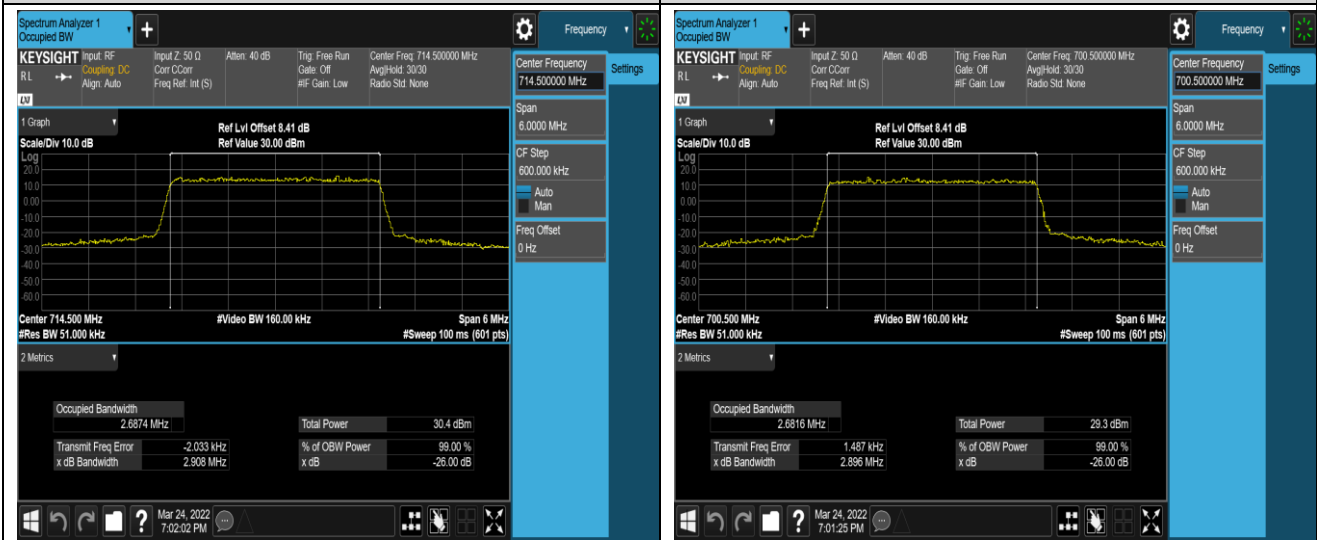 Spectrum Analyzer 1
Occupied BW
+
Frequency
KEYSIGHT
Input: RF
Input Z: 50 Ω
Atten: 40 dB
Trig: Free Run
Center Freq: 714.500000 MHz
RL
Coupling: DC
Corr CCorr
Gate: Off
Avg|Hold: 30/30
Align: Auto
Freq Ref: Int (S)
#IF Gain: Low
Radio Std: None
LXI
Center Frequency
714.500000 MHz
Settings
Span
6.0000 MHz
CF Step
600.000 kHz
Auto
Man
Freq Offset
0 Hz
1 Graph
Ref Lvl Offset 8.41 dB
Scale/Div 10.0 dB
Ref Value 30.00 dBm
Log
20.0
10.0
0.00
-10.0
-20.0
-30.0
-40.0
-50.0
-60.0
Center 714.500 MHz
#Video BW 160.00 kHz
Span 6 MHz
#Res BW 51.000 kHz
#Sweep 100 ms (601 pts)
2 Metrics
Occupied Bandwidth
2.6874 MHz
Total Power
30.4 dBm
Transmit Freq Error
-2.033 kHz
% of OBW Power
99.00 %
x dB Bandwidth
2.908 MHz
x dB
-26.00 dB
?
Mar 24, 2022
7:02:02 PM
Spectrum Analyzer 1
Occupied BW
+
Frequency
KEYSIGHT
Input: RF
Input Z: 50 Ω
Atten: 40 dB
Trig: Free Run
Center Freq: 700.500000 MHz
RL
Coupling: DC
Corr CCorr
Gate: Off
Avg|Hold: 30/30
Align: Auto
Freq Ref: Int (S)
#IF Gain: Low
Radio Std: None
LXI
Center Frequency
700.500000 MHz
Settings
Span
6.0000 MHz
CF Step
600.000 kHz
Auto
Man
Freq Offset
0 Hz
1 Graph
Ref Lvl Offset 8.41 dB
Scale/Div 10.0 dB
Ref Value 30.00 dBm
Log
20.0
10.0
0.00
-10.0
-20.0
-30.0
-40.0
-50.0
-60.0
Center 700.500 MHz
#Video BW 160.00 kHz
Span 6 MHz
#Res BW 51.000 kHz
#Sweep 100 ms (601 pts)
2 Metrics
Occupied Bandwidth
2.6816 MHz
Total Power
29.3 dBm
Transmit Freq Error
1.487 kHz
% of OBW Power
99.00 %
x dB Bandwidth
2.896 MHz
x dB
-26.00 dB
?
Mar 24, 2022
7:01:25 PM